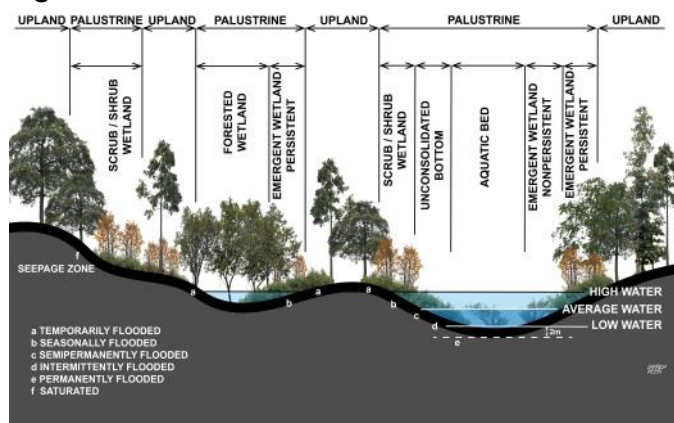 UPLAND PALUSTRINE UPLAND PALUSTRINE UPLAND PALUSTRINE UPLAND
SCRUB / SHRUB
WETLAND
FORESTED
WETLAND
EMERGENT WETLAND
PERSISTENT
SCRUB / SHRUB
WETLAND
UNCONSOLIDATED
BOTTOM
AQUATIC BED
EMERGENT WETLAND
NONPERSISTENT
EMERGENT WETLAND
PERSISTENT
f
SEEPAGE ZONE
a
b
a
a
b
c
d
e
HIGH WATER
AVERAGE WATER
LOW WATER
2m
a TEMPORARILY FLOODED
b SEASONALLY FLOODED
c SEMIPERMANENTLY FLOODED
d INTERMITTENTLY FLOODED
e PERMANENTLY FLOODED
f SATURATED